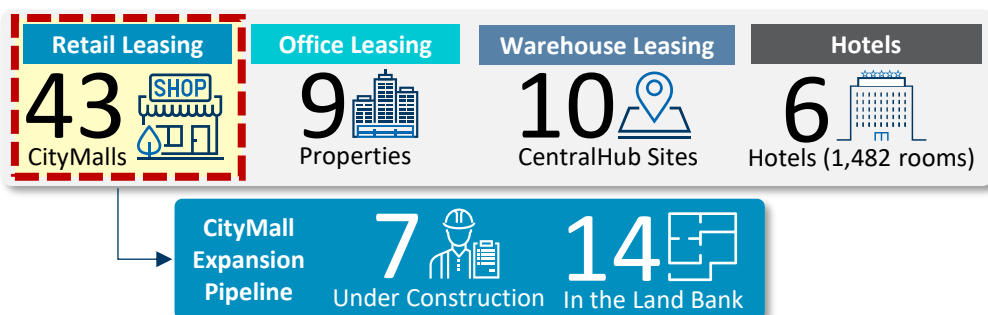 Retail Leasing
43
SHOP
CityMalls
Office Leasing
9
Properties
Warehouse Leasing
10
CentralHub Sites
Hotels
6
Hotels (1,482 rooms)
CityMall
Expansion
Pipeline
7
Under Construction
14
In the Land Bank